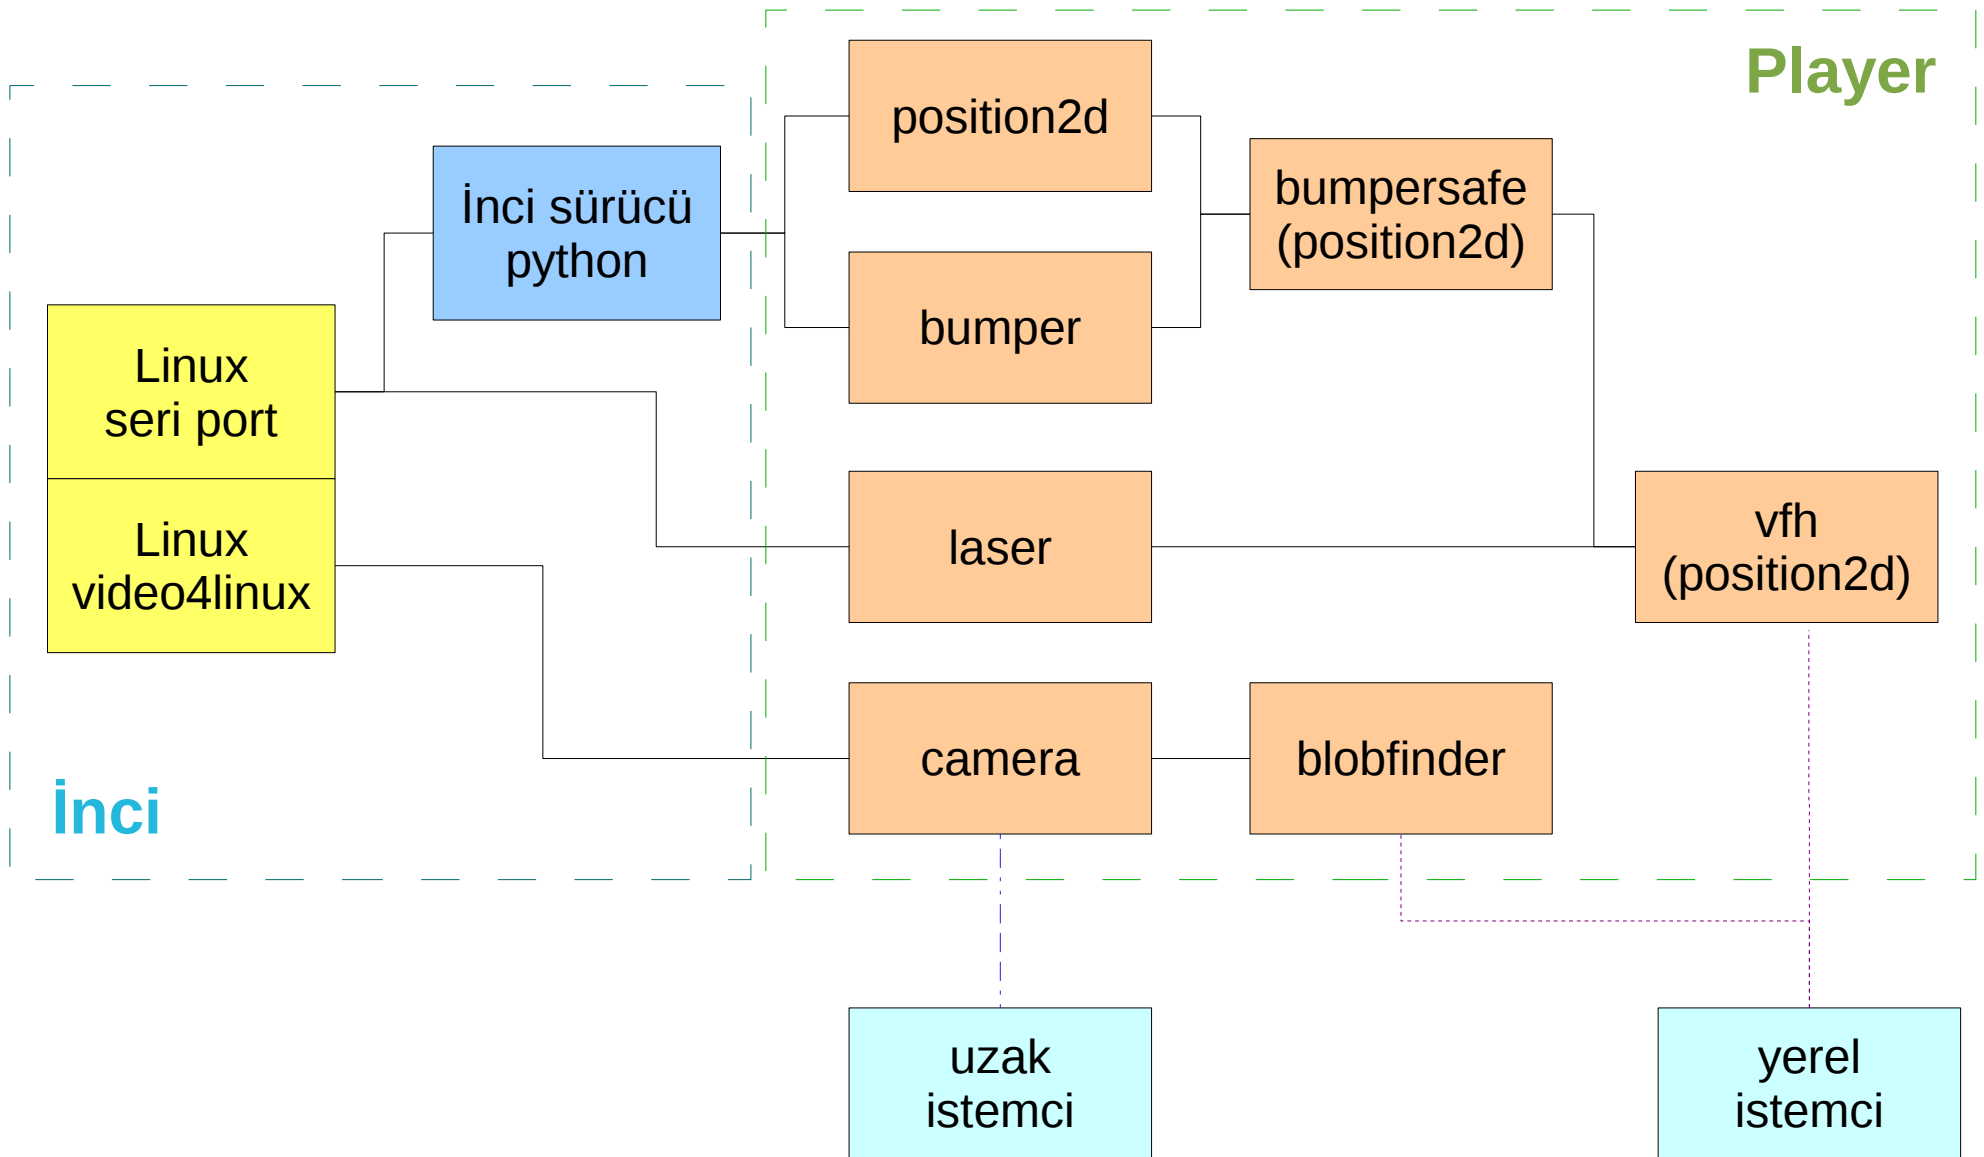 Player
position2d
bumpersafe
(position2d)
İnci sürücü
python
bumper
Linux
seri port
Linux
video4linux
laser
vfh
(position2d)
camera
blobfinder
İnci
uzak
istemci
yerel
istemci